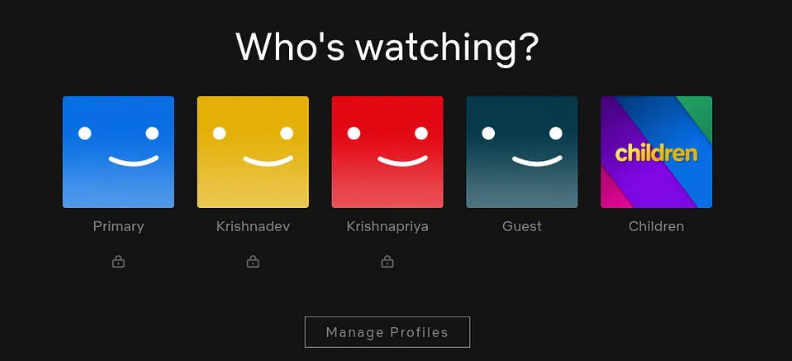 Who's watching?
children
Primary
Krishnadev
Krishnapriya
Guest
Children
Manage Profiles